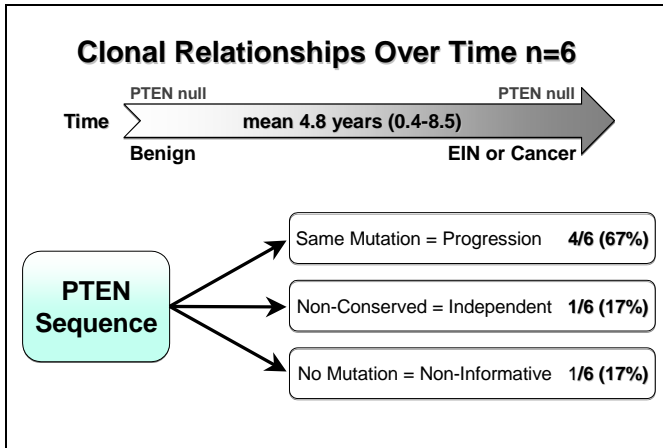 Clonal Relationships Over Time n=6
PTEN null PTEN null
Time mean 4.8 years (0.4-8.5)
Benign EIN or Cancer
Same Mutation = Progression 4/6 (67%)
PTEN
Sequence
Non-Conserved = Independent 1/6 (17%)
No Mutation = Non-Informative 1/6 (17%)